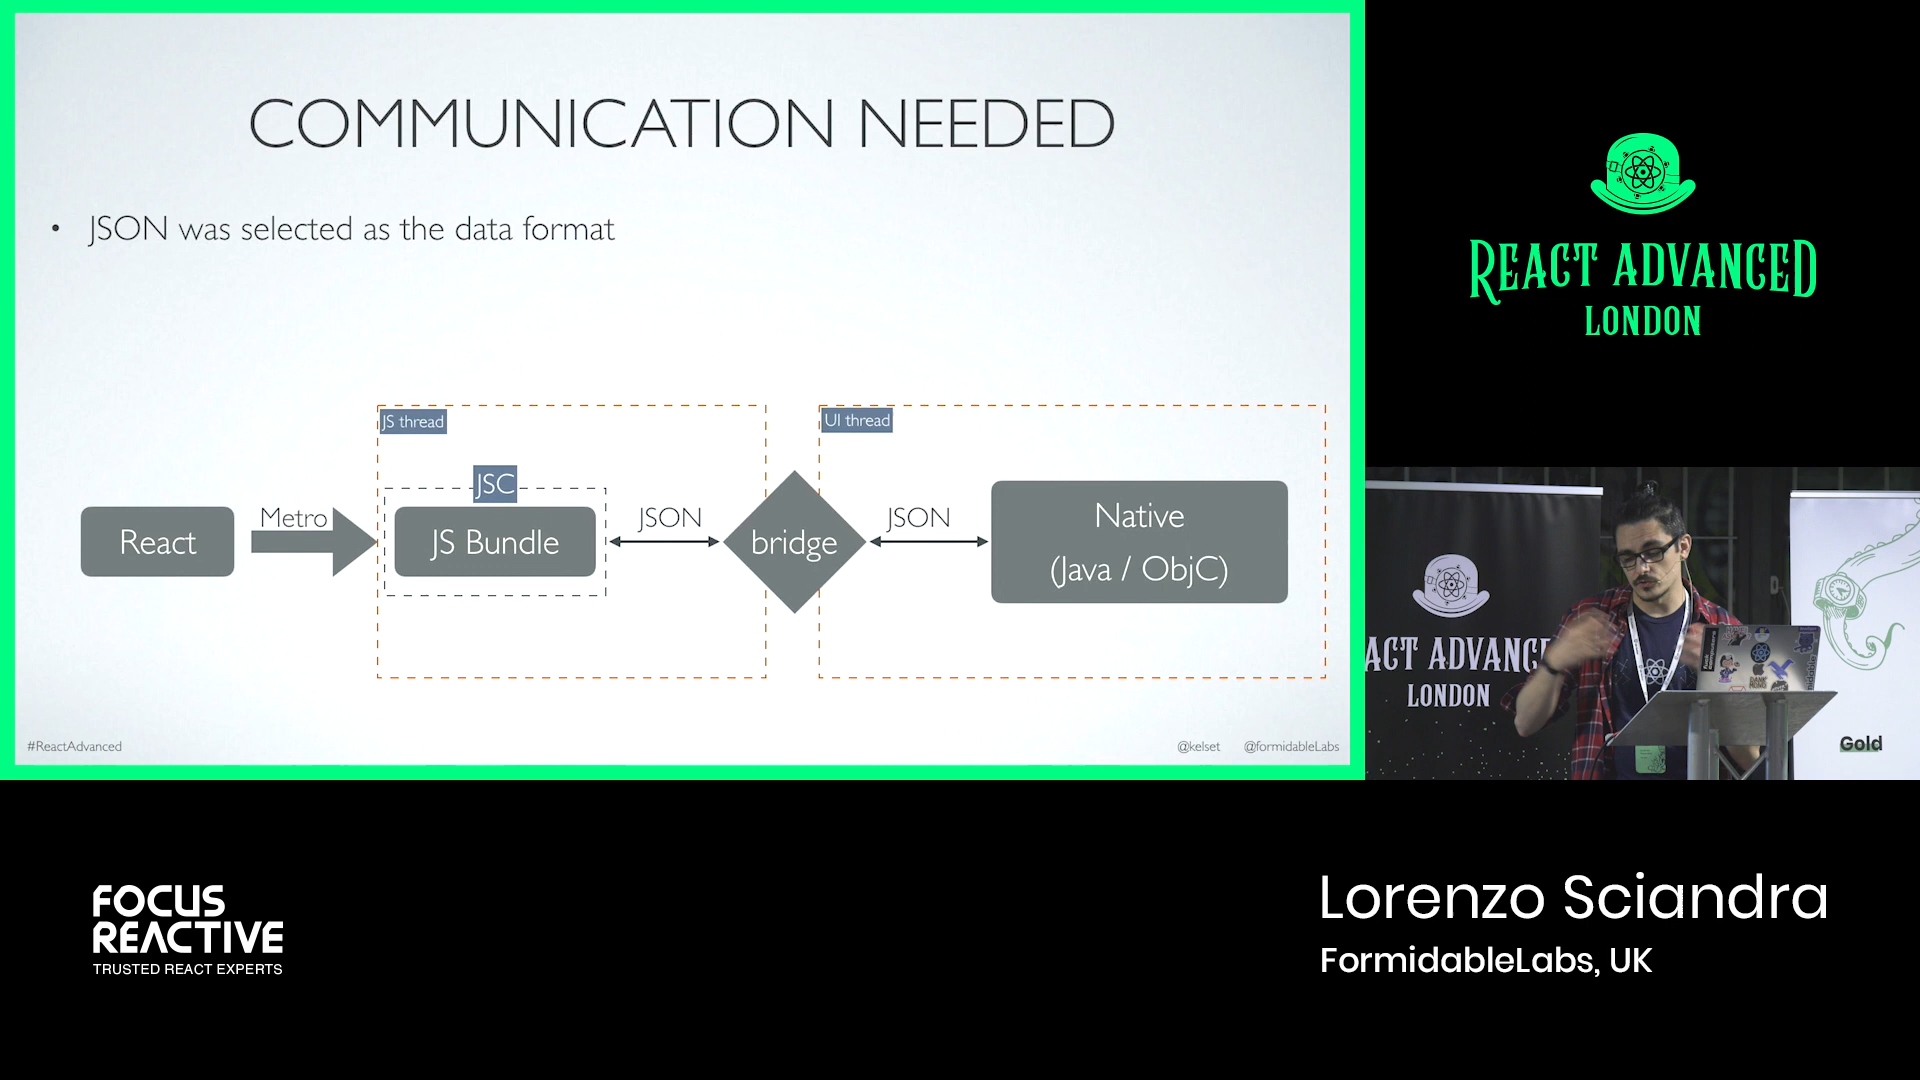 COMMUNICATION NEEDED
• JSON was selected as the data format
JS thread
UI thread
JSC
React
Metro
JS Bundle
JSON
bridge
JSON
Native
(Java / ObjC)
#ReactAdvanced
@kelset
@formidableLabs
REACT ADVANCED
LONDON
ACT ADVANCE
LONDON
Gold
FOCUS
REACTIVE
TRUSTED REACT EXPERTS
Lorenzo Sciandra
FormidableLabs, UK